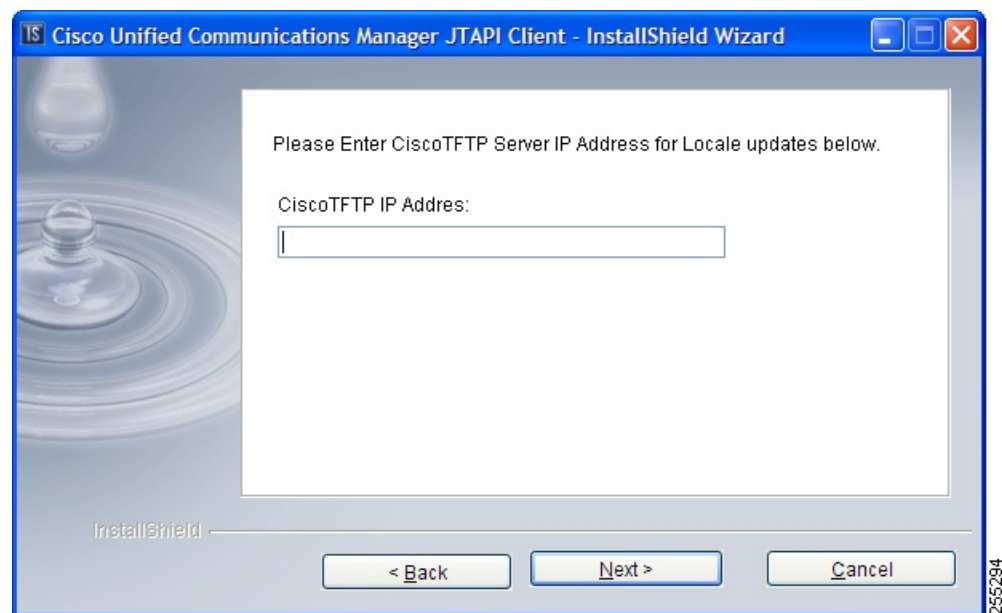 TS Cisco Unified Communications Manager JTAPI Client - InstallShield Wizard
Please Enter CiscoTFTP Server IP Address for Locale updates below.
CiscoTFTP IP Addres:
InstallShield
< Back
Next >
Cancel
255294